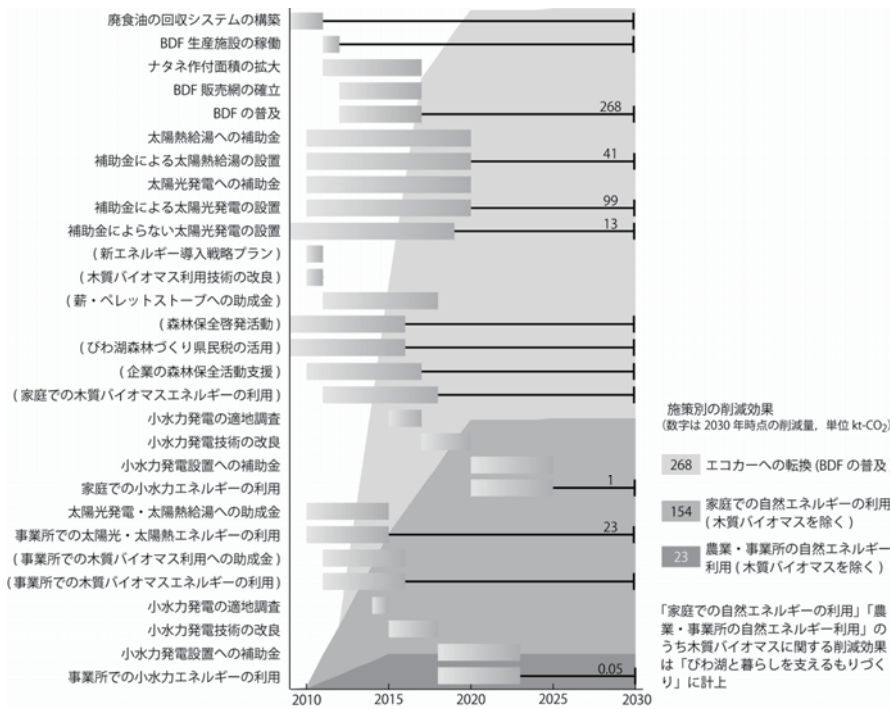 廃食油の回収システムの構築
BDF 生産施設の稼働
ナタネ作付面積の拡大
BDF 販売網の確立
BDF の普及
268
太陽熱給湯への補助金
補助金による太陽熱給湯の設置
41
太陽光発電への補助金
補助金による太陽光発電の設置
99
補助金によらない太陽光発電の設置
13
( 新エネルギー導入戦略プラン )
( 木質バイオマス利用技術の改良 )
( 薪・ペレットストーブへの助成金 )
( 森林保全啓発活動 )
( びわ湖森林づくり県民税の活用 )
( 企業の森林保全活動支援 )
( 家庭での木質バイオマスエネルギーの利用 )
小水力発電の適地調査
小水力発電技術の改良
小水力発電設置への補助金
家庭での小水力エネルギーの利用
1
太陽光発電・太陽熱給湯への助成金
事業所での太陽光・太陽熱エネルギーの利用
23
( 事業所での木質バイオマス利用への助成金 )
( 事業所での木質バイオマスエネルギーの利用 )
小水力発電の適地調査
小水力発電技術の改良
小水力発電設置への補助金
事業所での小水力エネルギーの利用
0.05
2010 2015 2020 2025 2030
施策別の削減効果
(数字は 2030 年時点の削減量，単位 kt-CO2)
268 エコカーへの転換 (BDF の普及)
154 家庭での自然エネルギーの利用
( 木質バイオマスを除く )
23 農業・事業所の自然エネルギー
利用 ( 木質バイオマスを除く )
「家庭での自然エネルギーの利用」「農
業・事業所の自然エネルギー利用」の
うち木質バイオマスに関する削減効果
は「びわ湖と暮らしを支えるもりづく
り」に計上